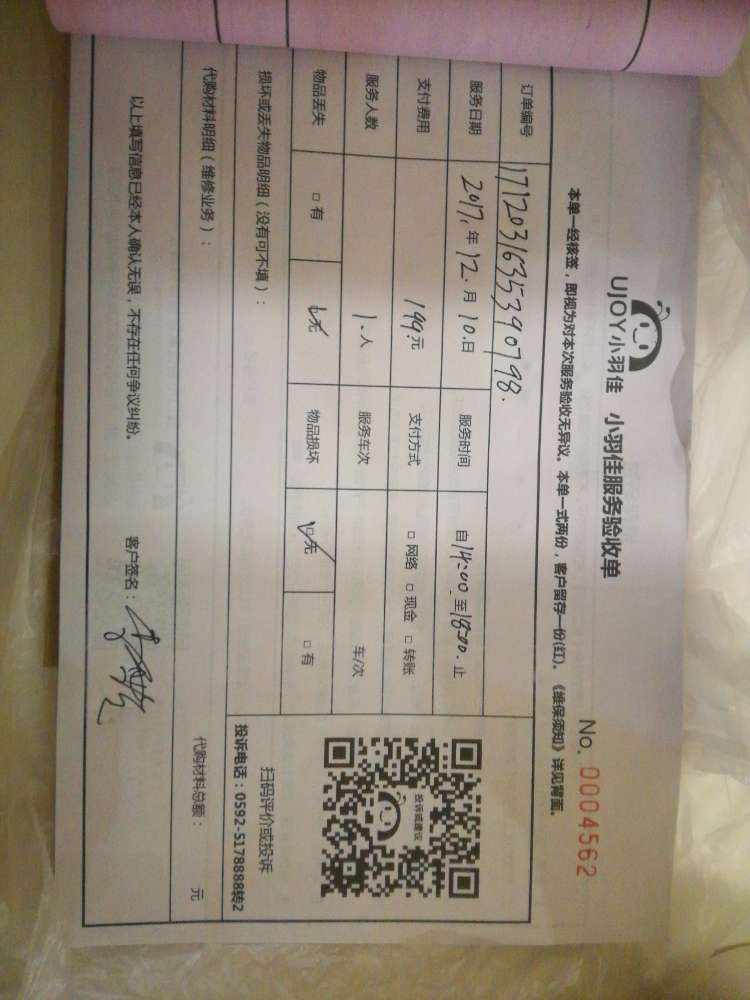 UJOY小羽佳 小羽佳服务验收单
No. 0004562
本单一经核签，即视为对本次服务验收无异议。本单一式两份，客户留存一份(红)。《维保须知》详见背面。
订单编号 1712031635390798.
服务日期 2017.年 12.月 10.日 服务时间 自14:00至18:00.止
支付费用 199.元 支付方式 □ 网络 □ 现金 □ 转账
服务人数 1.人 服务车次 车/次
物品丢失 □ 有 □无 物品损坏 □无 □ 有
投诉或建议
扫码评价或投诉
投诉电话：0592-5178888转2
损坏或丢失物品明细（没有可不填）：
代购材料明细（维修业务）： 代购材料总额： 元
以上填写信息已经本人确认无误，不存在任何争议纠纷。 客户签名：